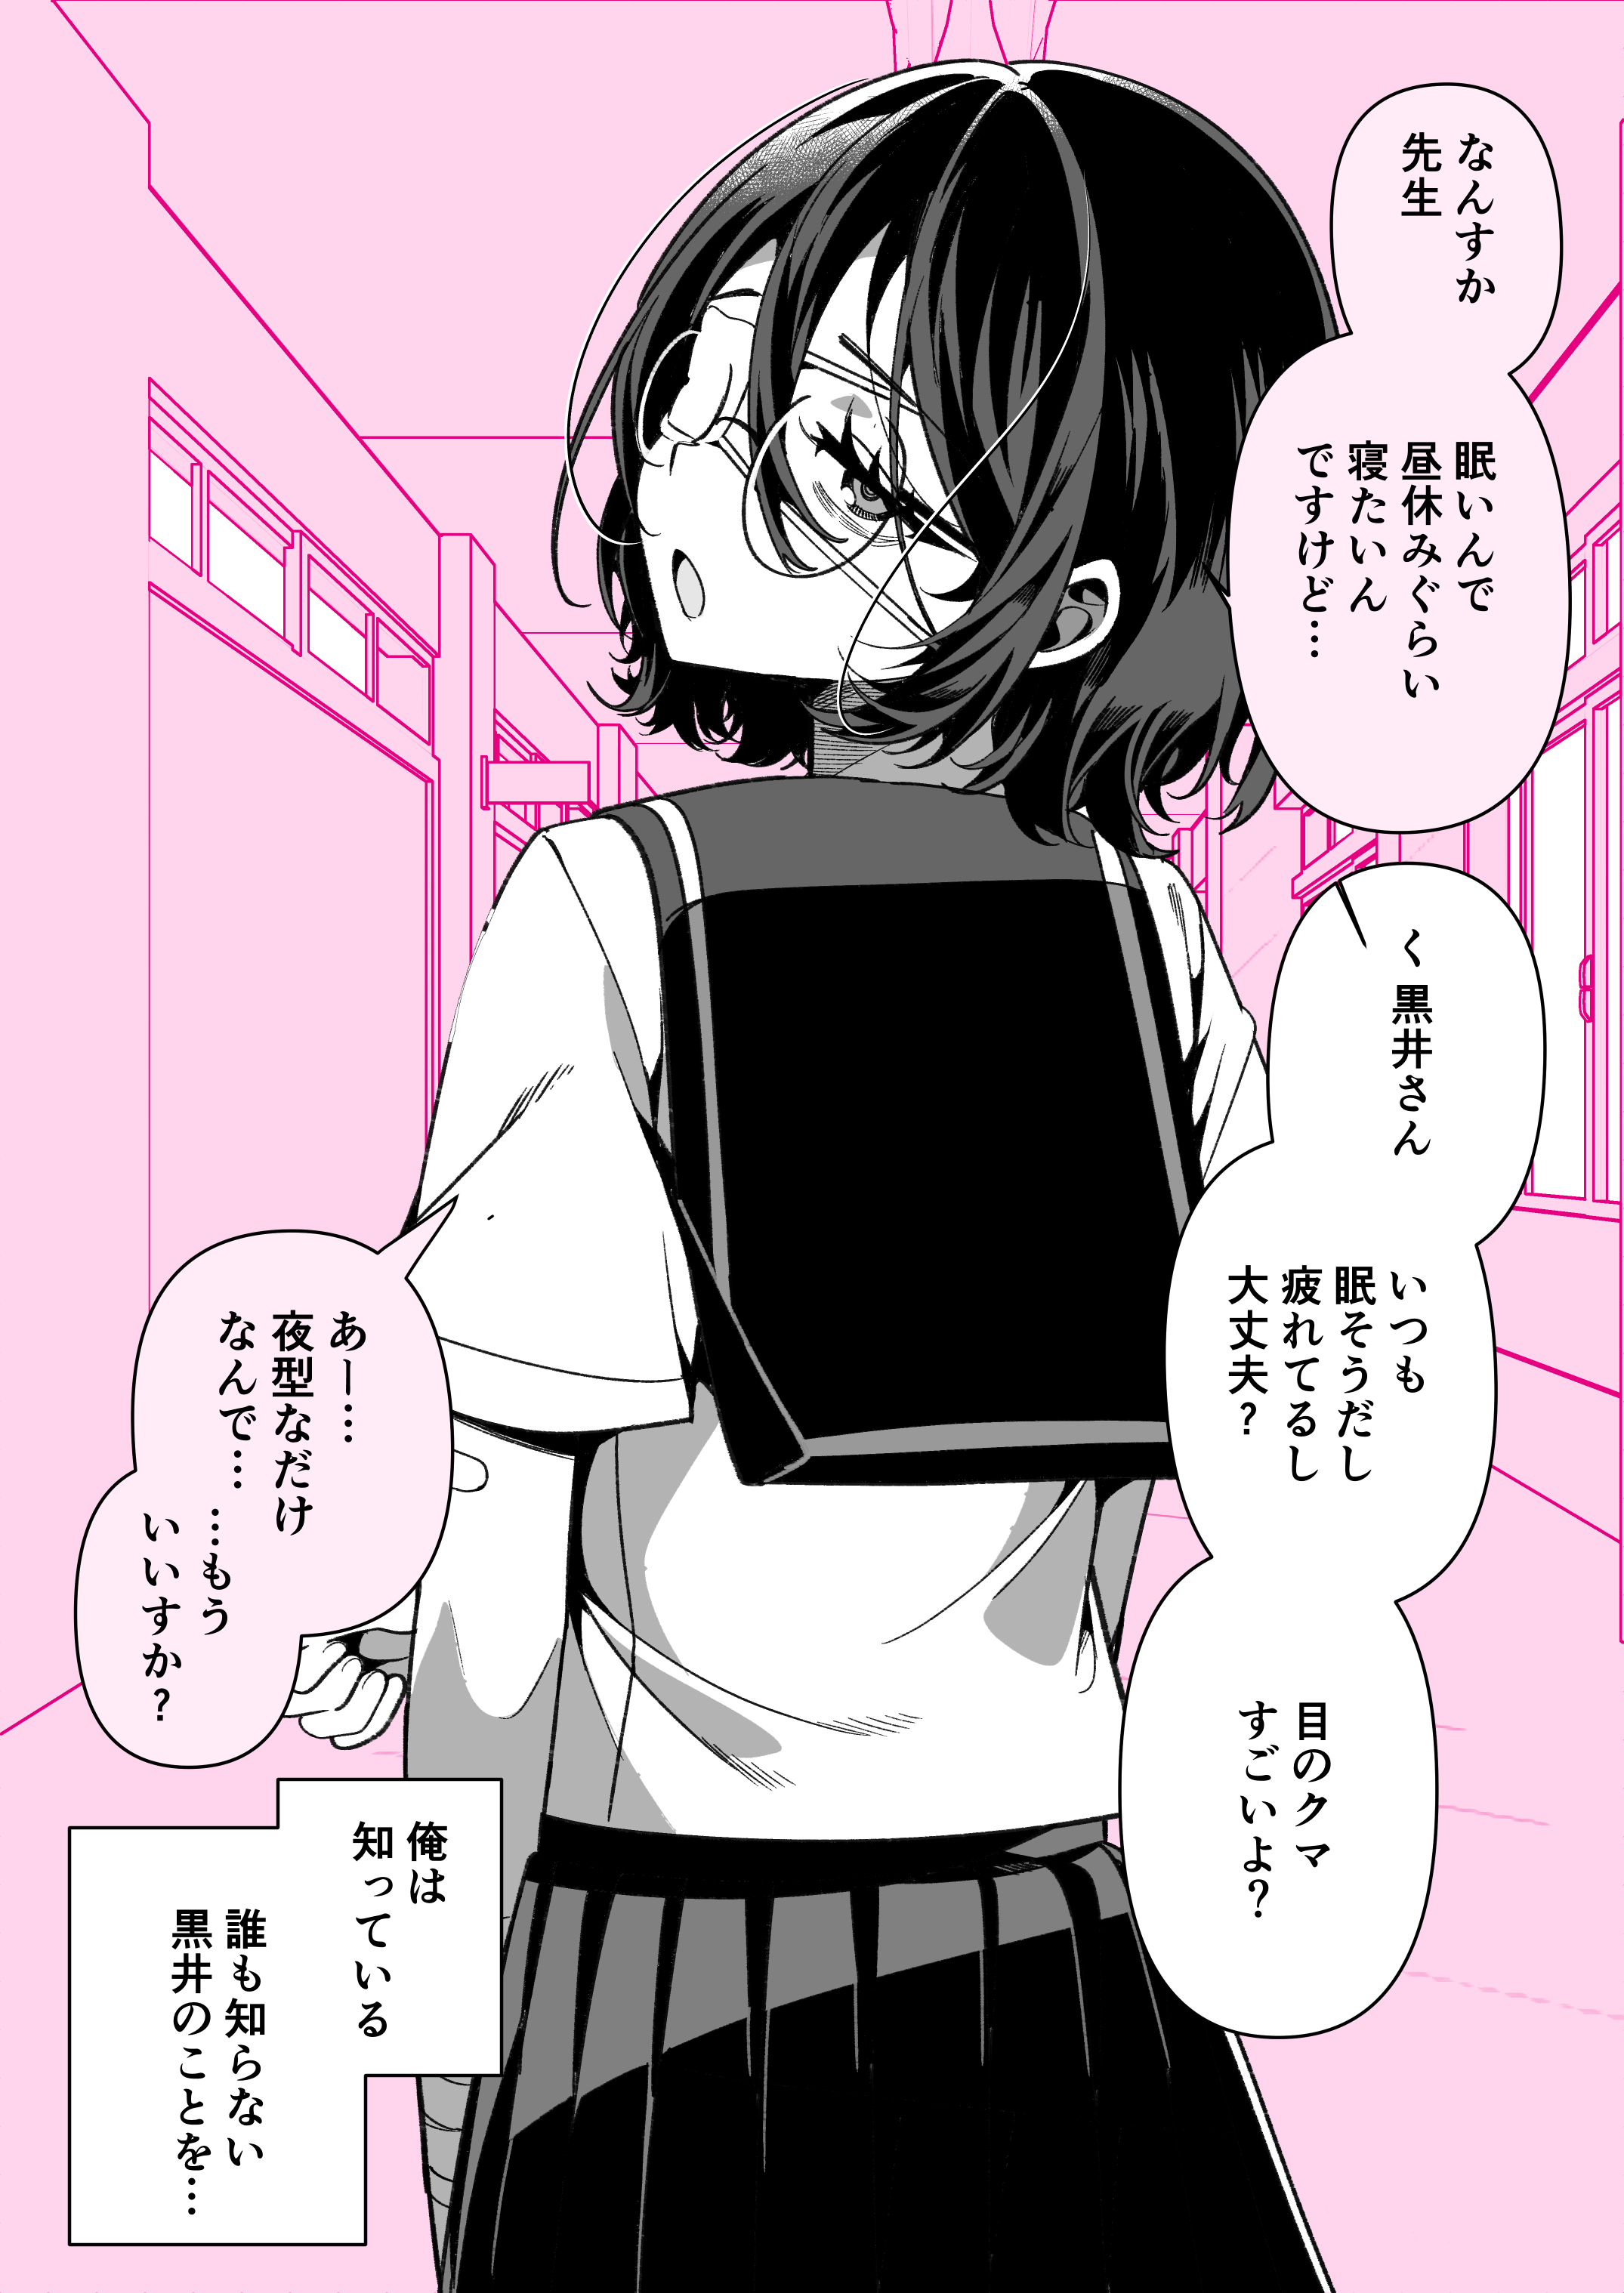 なんすか
先生
眠いんで
昼休みぐらい
寝たいん
ですけど…
く 黒井さん
いつも
眠そうだし
疲れてるし
大丈夫？
目のクマ
すごいよ？
あー…
夜型なだけ
なんで…
…もう
いいすか？
俺は
知っている
誰も知らない
黒井のことを…